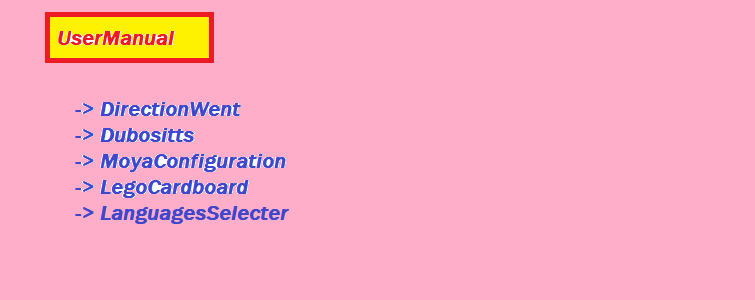 UserManual
-> DirectionWent
-> Dubositts
-> MoyaConfiguration
-> LegoCardboard
-> LanguagesSelecter